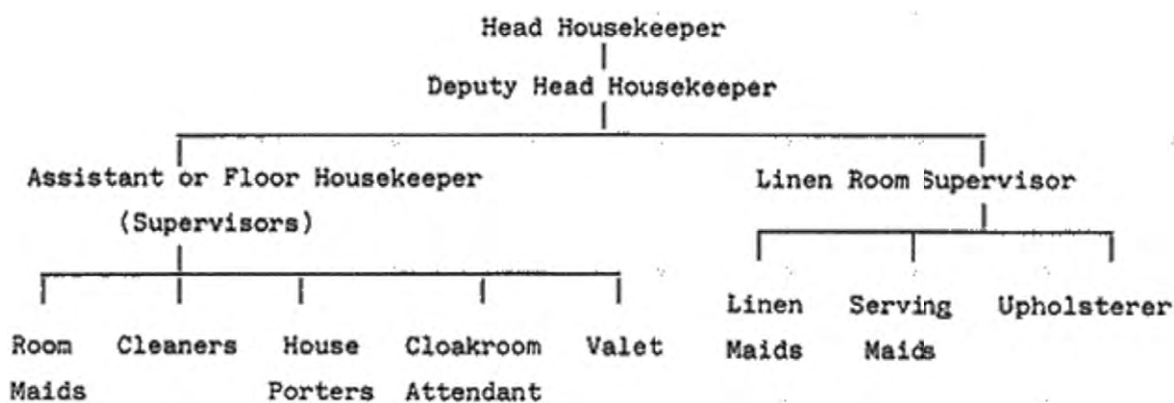 Head Housekeeper
Deputy Head Housekeeper
Assistant or Floor Housekeeper
(Supervisors)
Linen Room Supervisor
Room Maids
Cleaners
House Porters
Cloakroom Attendant
Valet
Linen Maids
Serving Maids
Upholsterer